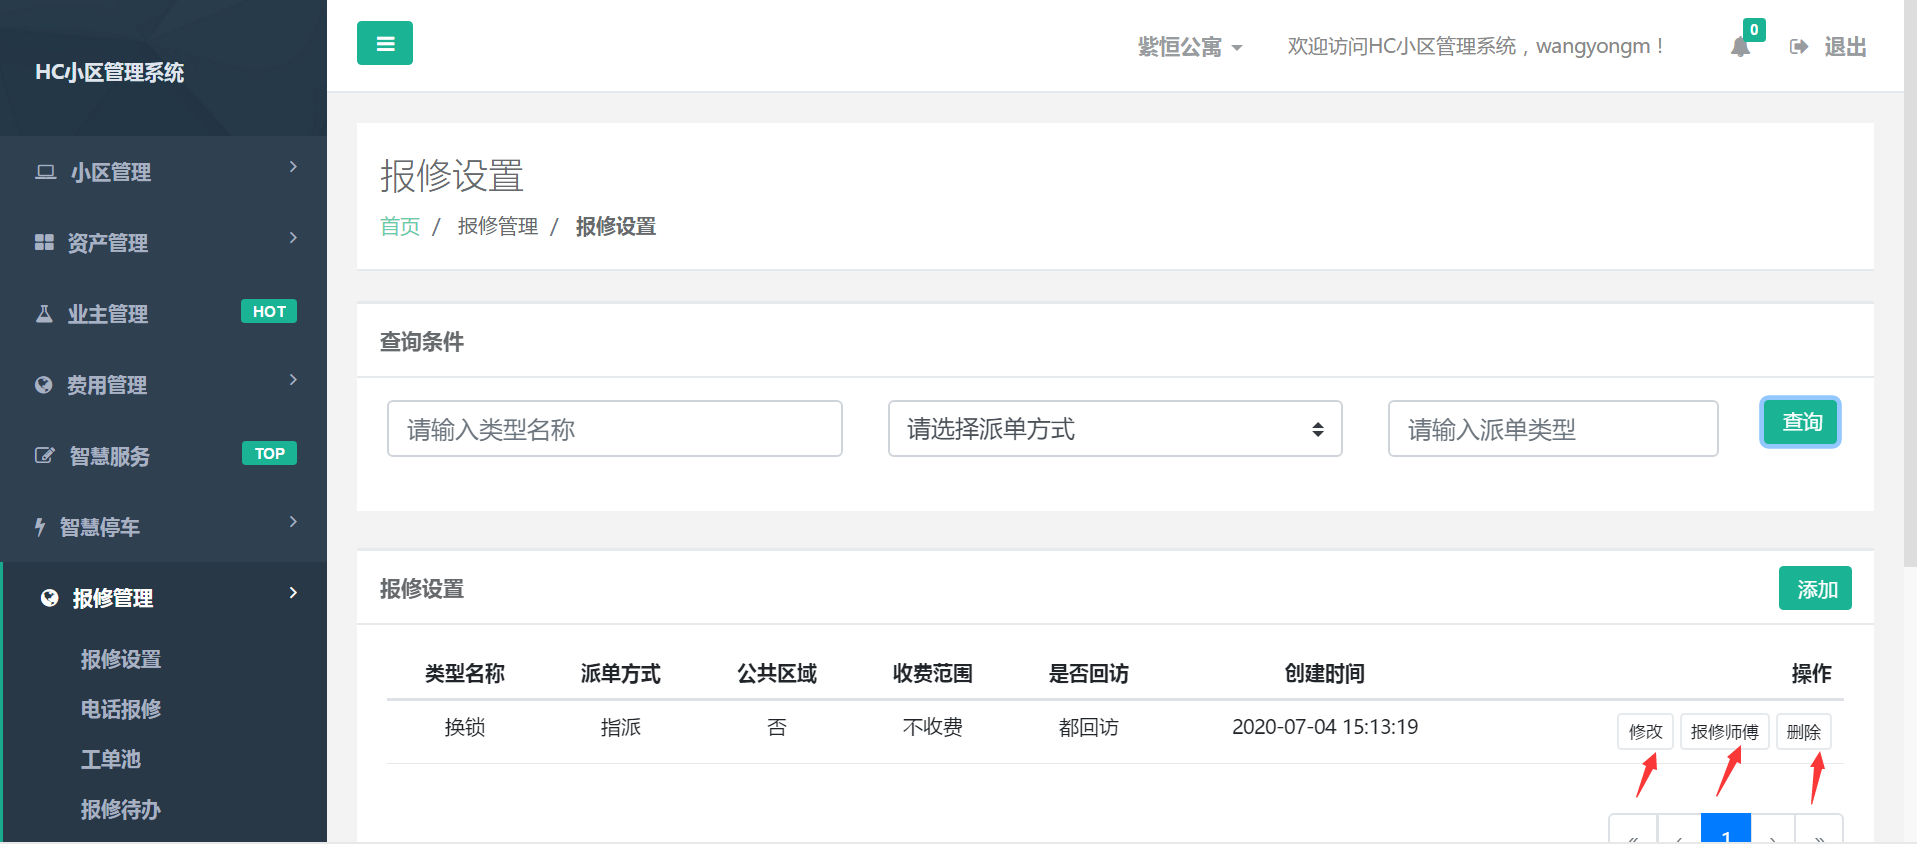 HC小区管理系统
紫恒公寓
欢迎访问HC小区管理系统，wangyongm！
0
退出
小区管理
资产管理
业主管理 HOT
费用管理
智慧服务 TOP
智慧停车
报修管理
报修设置
电话报修
工单池
报修待办
报修设置
首页 / 报修管理 / 报修设置
查询条件
请输入类型名称 请选择派单方式 请输入派单类型 查询
报修设置 添加
类型名称 派单方式 公共区域 收费范围 是否回访 创建时间 操作
换锁 指派 否 不收费 都回访 2020-07-04 15:13:19 修改 报修师傅 删除
« ‹ 1 › »